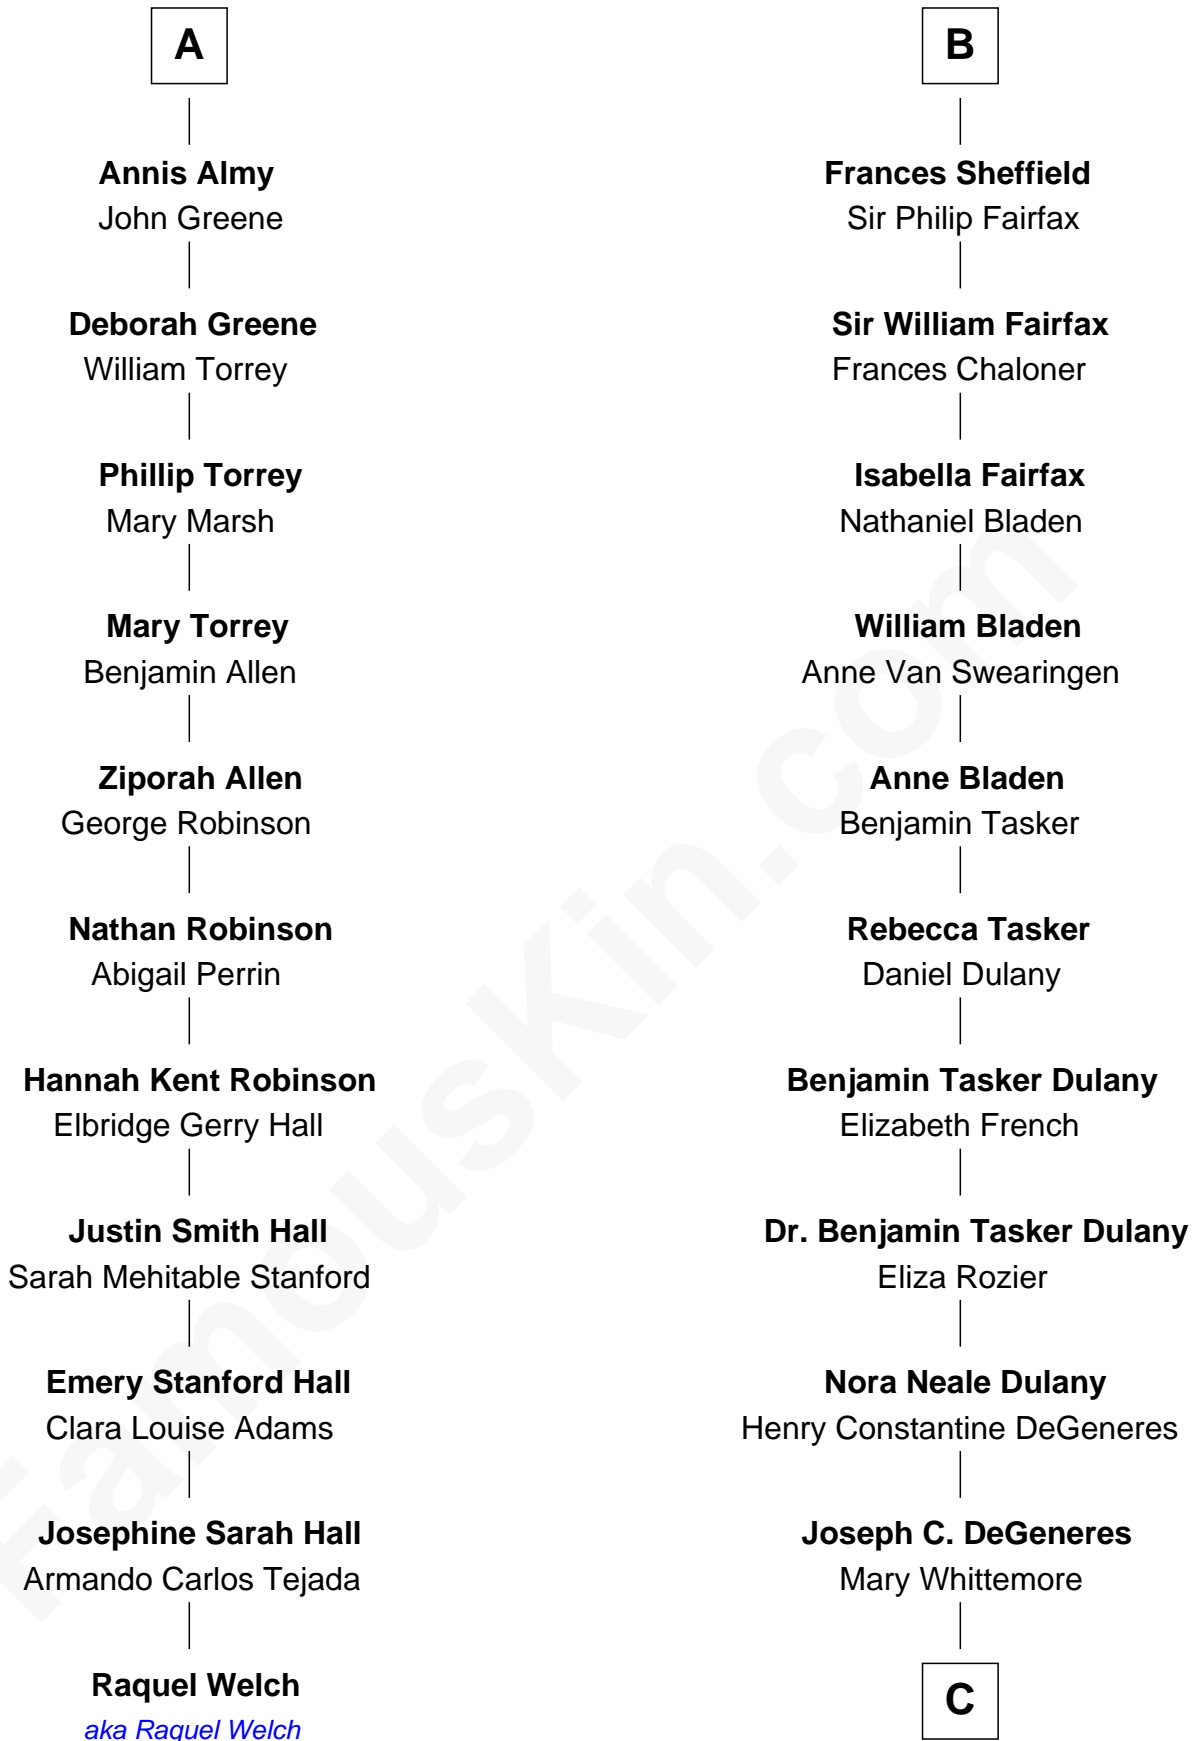 A
Annis Almy
John Greene
Deborah Greene
William Torrey
Phillip Torrey
Mary Marsh
Mary Torrey
Benjamin Allen
Ziporah Allen
George Robinson
Nathan Robinson
Abigail Perrin
Hannah Kent Robinson
Elbridge Gerry Hall
Justin Smith Hall
Sarah Mehitable Stanford
Emery Stanford Hall
Clara Louise Adams
Josephine Sarah Hall
Armando Carlos Tejada
Raquel Welch
aka Raquel Welch
B
Frances Sheffield
Sir Philip Fairfax
Sir William Fairfax
Frances Chaloner
Isabella Fairfax
Nathaniel Bladen
William Bladen
Anne Van Swearingen
Anne Bladen
Benjamin Tasker
Rebecca Tasker
Daniel Dulany
Benjamin Tasker Dulany
Elizabeth French
Dr. Benjamin Tasker Dulany
Eliza Rozier
Nora Neale Dulany
Henry Constantine DeGeneres
Joseph C. DeGeneres
Mary Whittemore
C
FamousKin.com